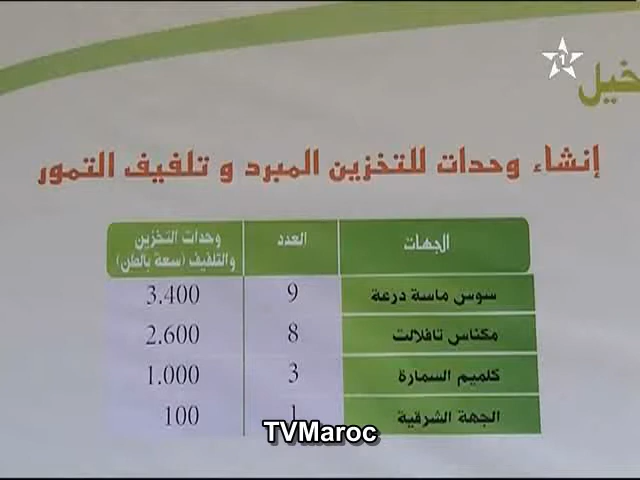 1
خيل
إنشاء وحدات للتخزين المبرد و تلفيف التمور
الجهات العدد وحدات التخزين
والتلفيف (سعة بالطن)
سوس ماسة درعة 9 3.400
مكناس تافلالت 8 2.600
كلميم السمارة 3 1.000
الجهة الشرقية 1 100
TVMaroc